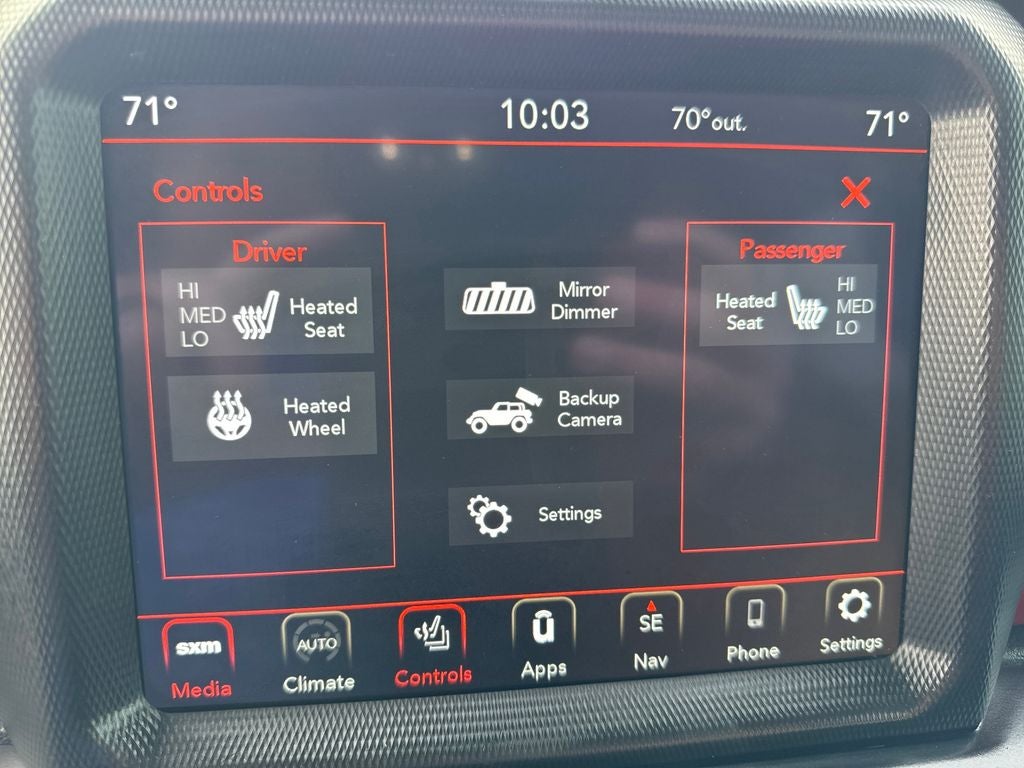 71° 10:03 70°out. 71°
Controls X
Driver
HI
MED
LO
Heated
Seat
Heated
Wheel
Mirror
Dimmer
Backup
Camera
Settings
Passenger
Heated
Seat
HI
MED
LO
sxm
Media
AUTO
Climate
Controls
ū
Apps
SE
Nav
Phone
Settings